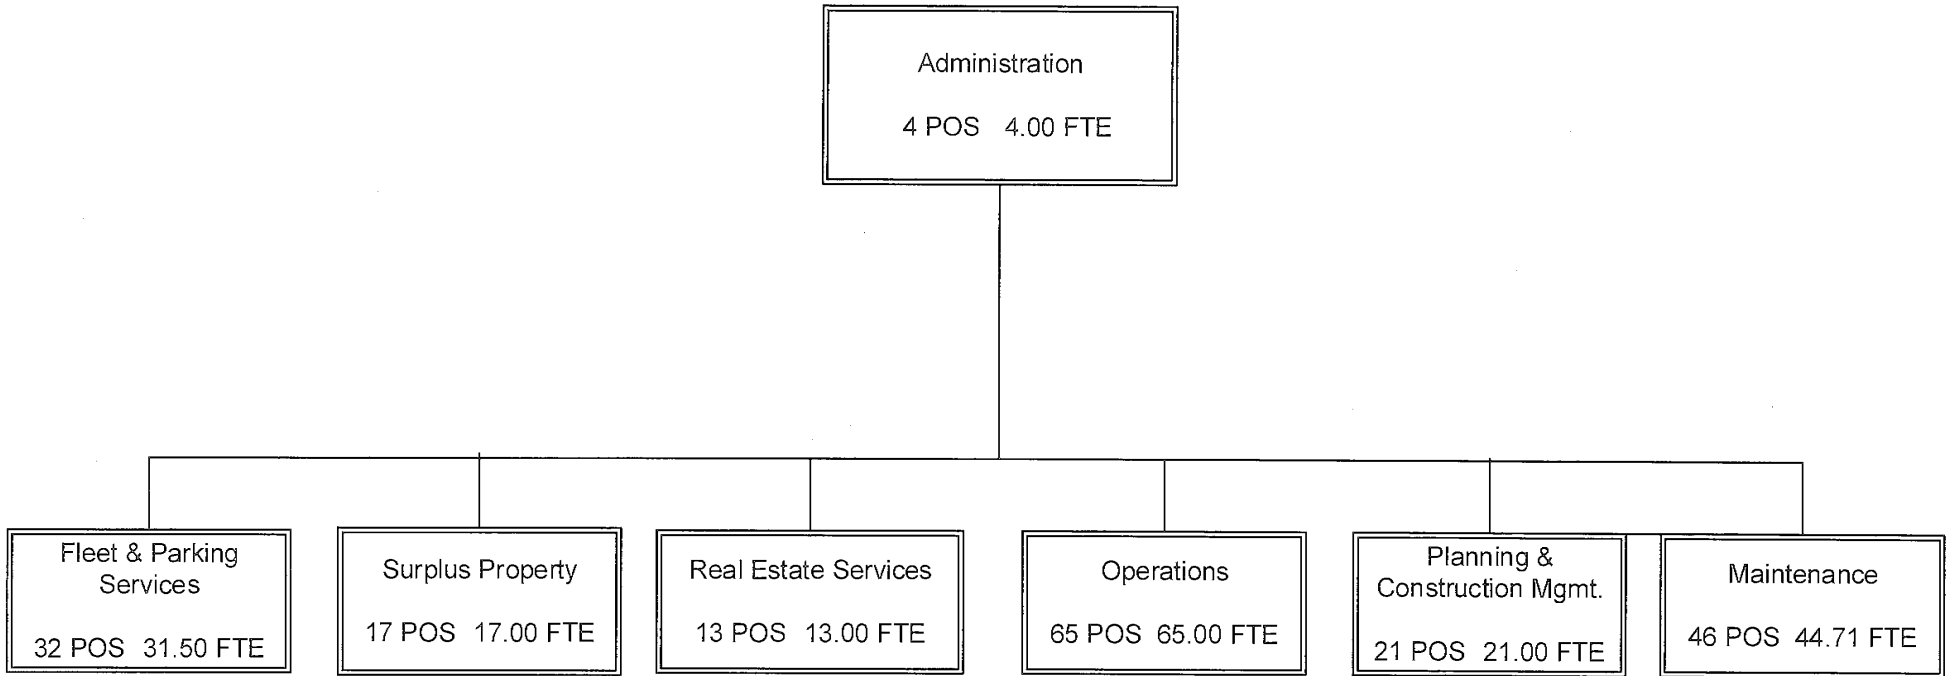 Administration
4 POS 4.00 FTE
Fleet & Parking
Services
32 POS 31.50 FTE
Surplus Property
17 POS 17.00 FTE
Real Estate Services
13 POS 13.00 FTE
Operations
65 POS 65.00 FTE
Planning &
Construction Mgmt.
21 POS 21.00 FTE
Maintenance
46 POS 44.71 FTE